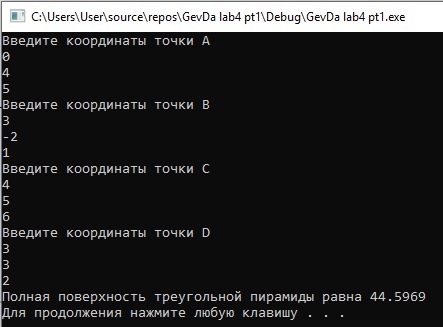 C:\Users\User\source\repos\GevDa lab4 pt1\Debug\GevDa lab4 pt1.exe
Введите координаты точки A
0
4
5
Введите координаты точки B
3
-2
1
Введите координаты точки C
4
5
6
Введите координаты точки D
3
3
2
Полная поверхность треугольной пирамиды равна 44.5969
Для продолжения нажмите любую клавишу . . .